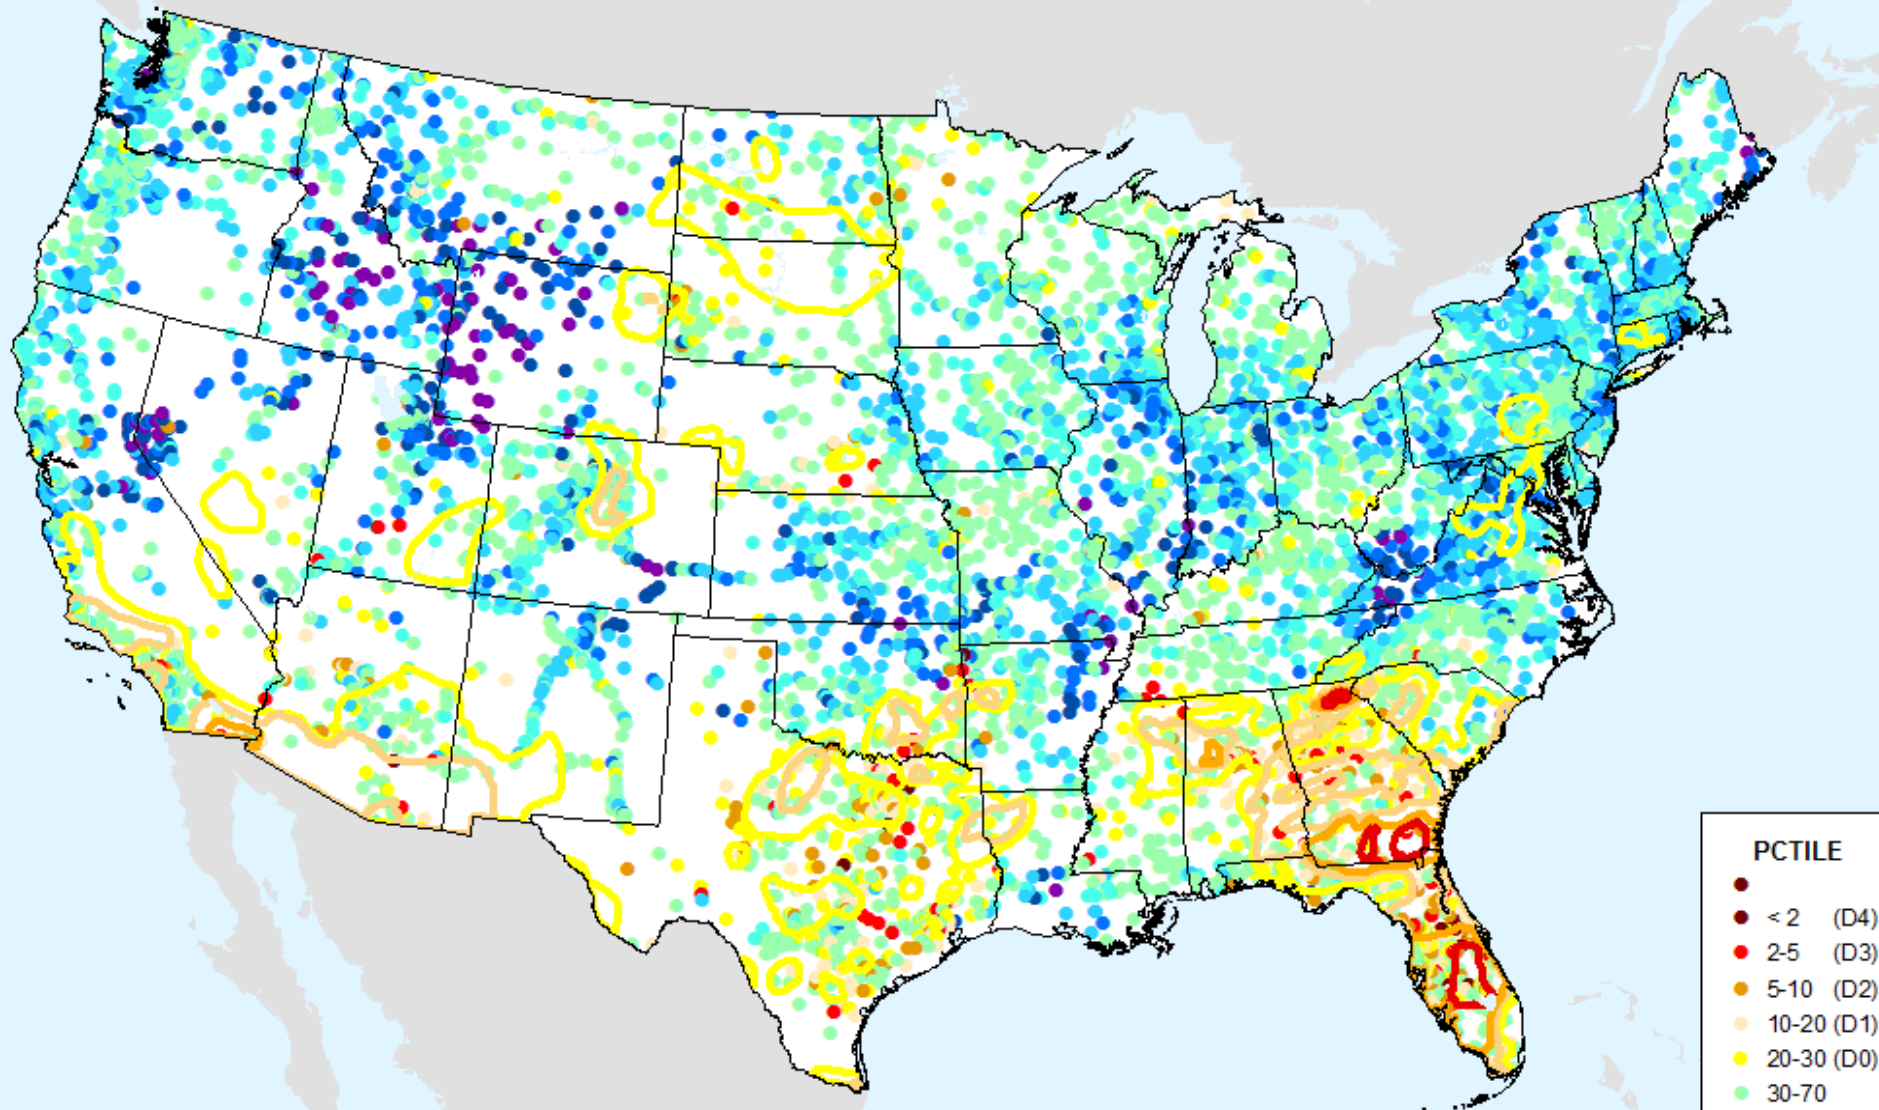 PCTILE
< 2 (D4)
2-5 (D3)
5-10 (D2)
10-20 (D1)
20-30 (D0)
30-70